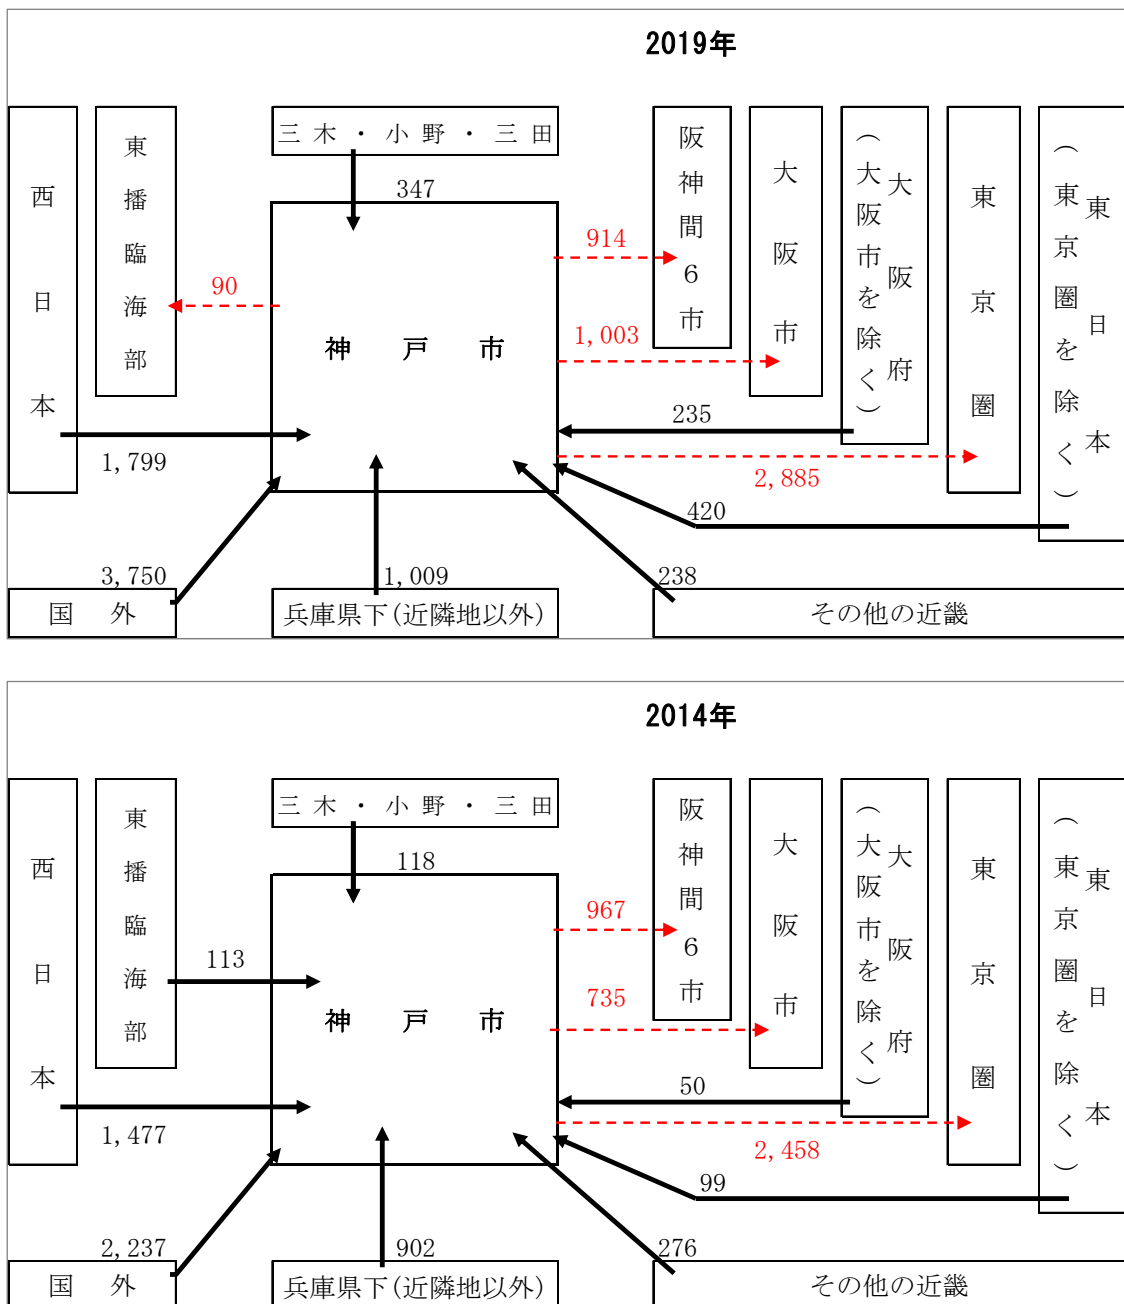 2019年
三木・小野・三田
西日本
東播臨海部
阪神間6市
大阪市
大阪府
(大阪市を除く)
東京圏
東日本
(東京圏を除く)
347
914
90
1,003
神戸市
235
1,799
2,885
420
3,750
1,009
238
国外
兵庫県下(近隣地以外)
その他の近畿
2014年
三木・小野・三田
西日本
東播臨海部
阪神間6市
大阪市
大阪府
(大阪市を除く)
東京圏
東日本
(東京圏を除く)
118
967
113
735
神戸市
50
1,477
2,458
99
2,237
902
276
国外
兵庫県下(近隣地以外)
その他の近畿